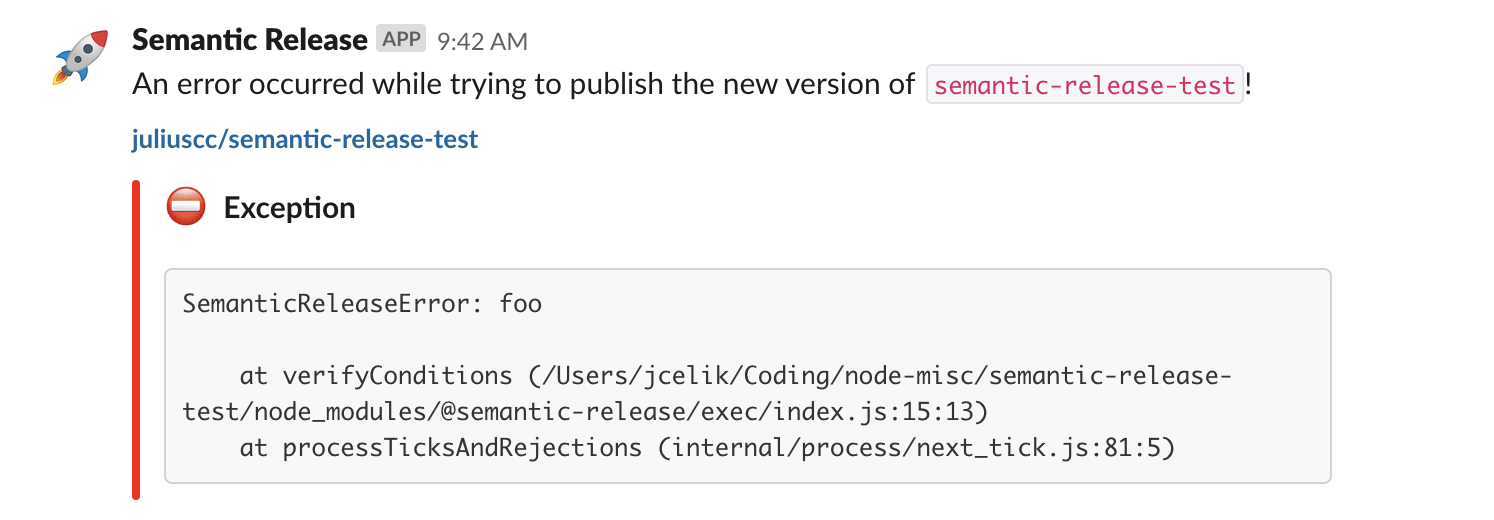 Semantic Release APP 9:42 AM
An error occurred while trying to publish the new version of semantic-release-test!
juliuscc/semantic-release-test
Exception
SemanticReleaseError: foo
at verifyConditions (/Users/jcelik/Coding/node-misc/semantic-release-
test/node_modules/@semantic-release/exec/index.js:15:13)
at processTicksAndRejections (internal/process/next_tick.js:81:5)